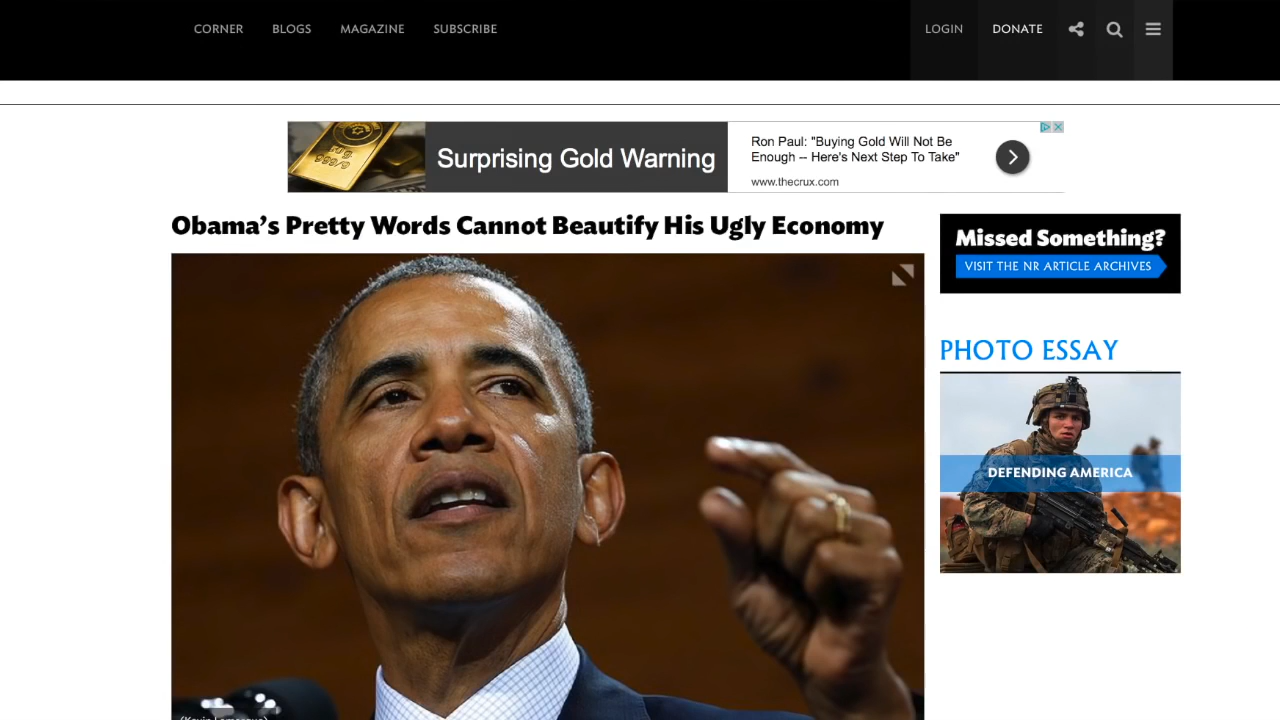 CORNER BLOGS MAGAZINE SUBSCRIBE LOGIN DONATE
Surprising Gold Warning
Ron Paul: "Buying Gold Will Not Be
Enough -- Here's Next Step To Take"
www.thecrux.com
Obama's Pretty Words Cannot Beautify His Ugly Economy
Missed Something?
VISIT THE NR ARTICLE ARCHIVES
PHOTO ESSAY
DEFENDING AMERICA